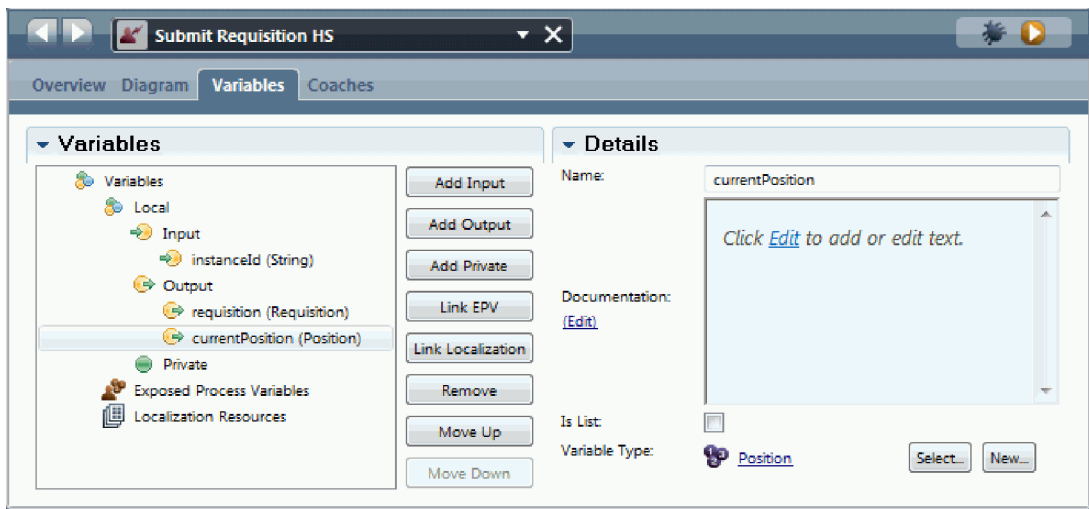 Submit Requisition HS
Overview Diagram Variables Coaches
Variables
Variables
Local
Input
instanceId (String)
Output
requisition (Requisition)
currentPosition (Position)
Private
Exposed Process Variables
Localization Resources
Add Input
Add Output
Add Private
Link EPV
Link Localization
Remove
Move Up
Move Down
Details
Name: currentPosition
Click Edit to add or edit text.
Documentation:
(Edit)
Is List:
Variable Type: Position Select... New...